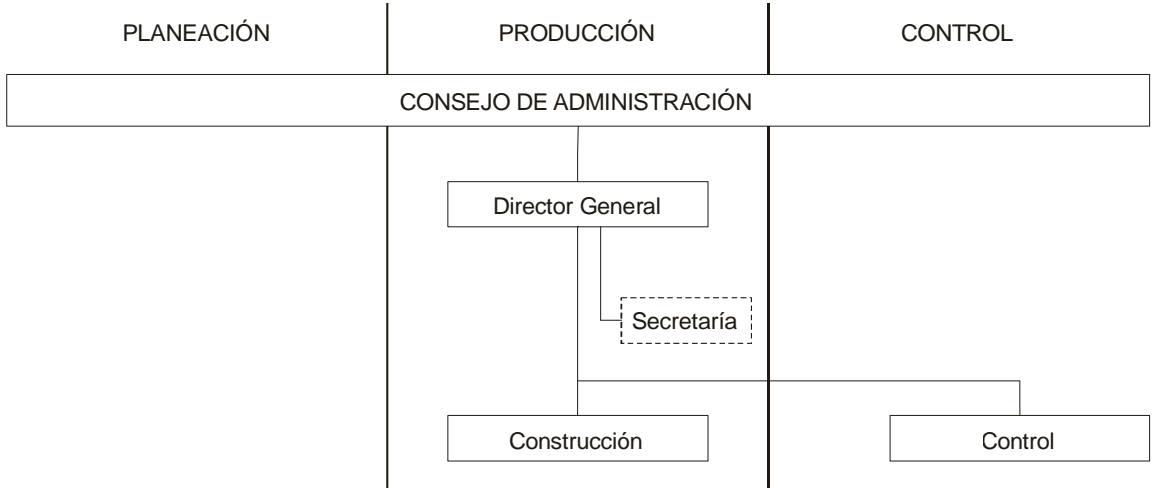 PLANEACIÓN
PRODUCCIÓN
CONTROL
CONSEJO DE ADMINISTRACIÓN
Director General
Secretaría
Construcción
Control